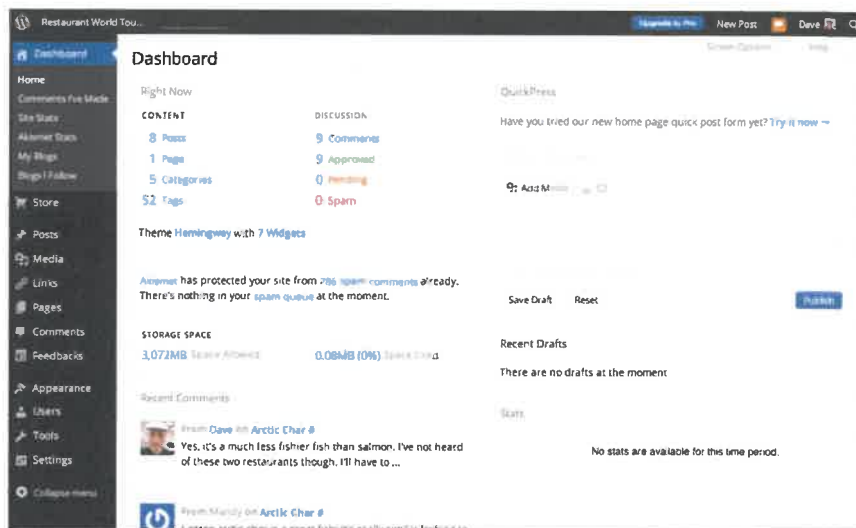 Restaurant World Tou...
Upgrade to Pro
New Post
Dave
Dashboard
Home
Comments I've Made
Site Stats
Akismet Stats
My Blogs
Blogs I Follow
Store
Posts
Media
Links
Pages
Comments
Feedbacks
Appearance
Users
Tools
Settings
Collapse menu
Screen Options
Help
Dashboard
Right Now
CONTENT
DISCUSSION
8 Posts
9 Comments
1 Page
9 Approved
5 Categories
0 Pending
52 Tags
0 Spam
Theme Hemingway with 7 Widgets
Akismet has protected your site from 286 spam comments already.
There's nothing in your spam queue at the moment.
STORAGE SPACE
3,072MB Space Allowed
0.08MB (0%) Space Used
Recent Comments
From Dave on Arctic Char #
Yes, it's a much less fishier fish than salmon. I've not heard
of these two restaurants though. I'll have to ...
From Mandy on Arctic Char #
QuickPress
Have you tried our new home page quick post form yet? Try it now →
Add M
Save Draft
Reset
Publish
Recent Drafts
There are no drafts at the moment
Stats
No stats are available for this time period.